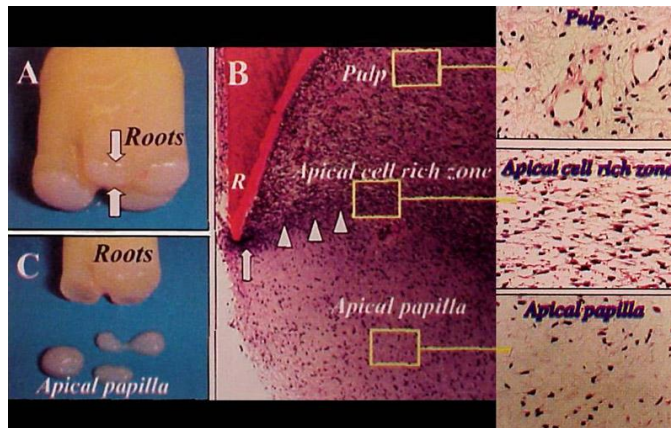 A
Roots
B
Pulp
Apical cell rich zone
R
Apical papilla
C
Roots
Apical papilla
Pulp
Apical cell rich zone
Apical papilla